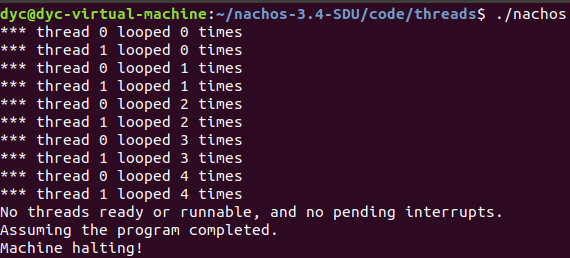 dyc@dyc-virtual-machine:~/nachos-3.4-SDU/code/threads$ ./nachos
*** thread 0 looped 0 times
*** thread 1 looped 0 times
*** thread 0 looped 1 times
*** thread 1 looped 1 times
*** thread 0 looped 2 times
*** thread 1 looped 2 times
*** thread 0 looped 3 times
*** thread 1 looped 3 times
*** thread 0 looped 4 times
*** thread 1 looped 4 times
No threads ready or runnable, and no pending interrupts.
Assuming the program completed.
Machine halting!